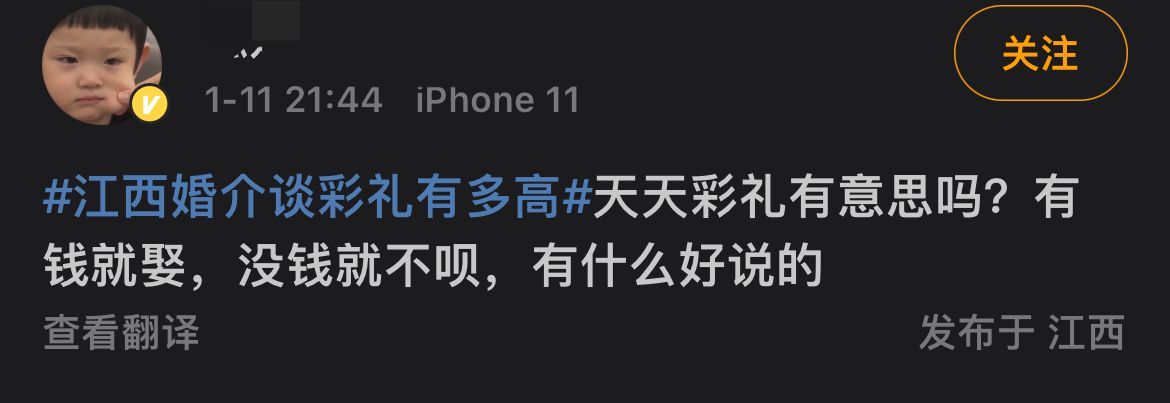 关注
1-11 21:44 iPhone 11
#江西婚介谈彩礼有多高#天天彩礼有意思吗？有
钱就娶，没钱就不呗，有什么好说的
查看翻译
发布于 江西